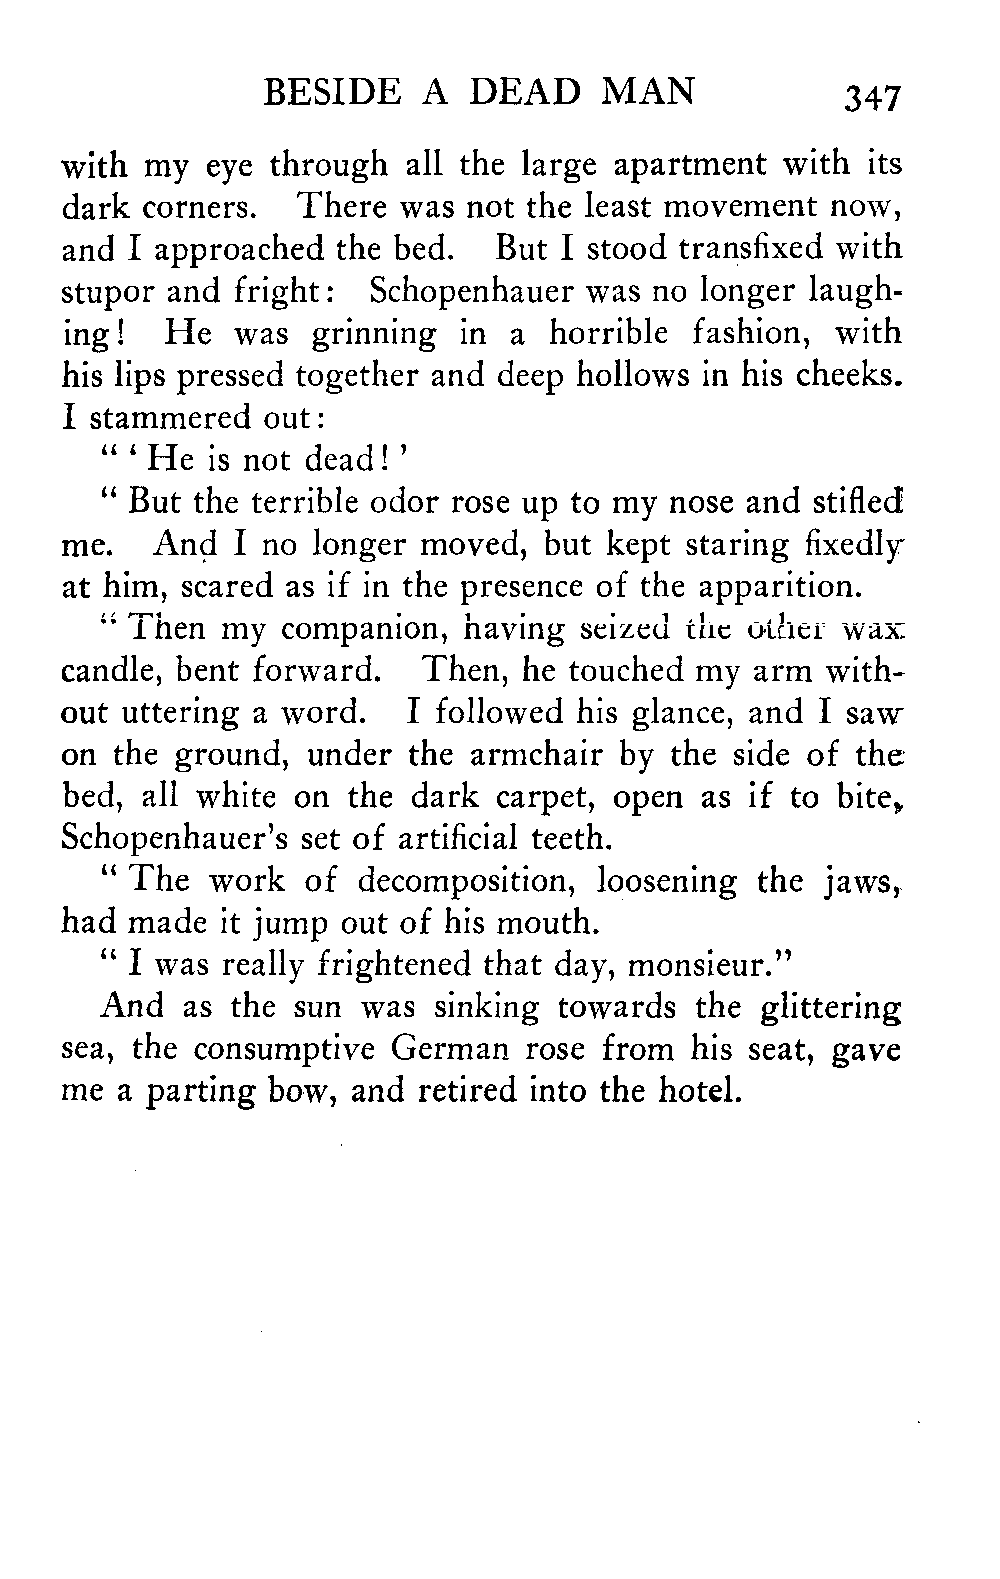 BESIDE A DEAD MAN 347
with my eye through all the large apartment with its
dark corners. There was not the least movement now,
and I approached the bed. But I stood transfixed with
stupor and fright: Schopenhauer was no longer laugh-
ing! He was grinning in a horrible fashion, with
his lips pressed together and deep hollows in his cheeks.
I stammered out:
" ' He is not dead! '
" But the terrible odor rose up to my nose and stifled
me. And I no longer moved, but kept staring fixedly
at him, scared as if in the presence of the apparition.
" Then my companion, having seized the other wax
candle, bent forward. Then, he touched my arm with-
out uttering a word. I followed his glance, and I saw
on the ground, under the armchair by the side of the
bed, all white on the dark carpet, open as if to bite,
Schopenhauer's set of artificial teeth.
" The work of decomposition, loosening the jaws,
had made it jump out of his mouth.
" I was really frightened that day, monsieur."
And as the sun was sinking towards the glittering
sea, the consumptive German rose from his seat, gave
me a parting bow, and retired into the hotel.